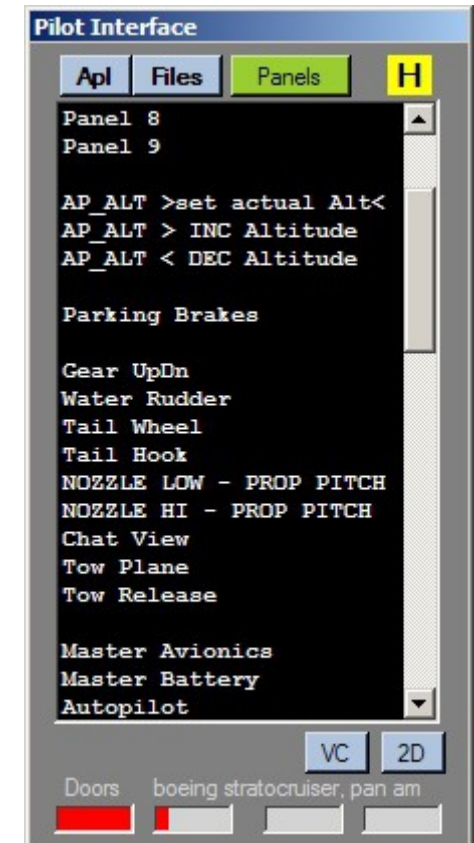 Pilot Interface
Apl Files Panels H
Panel 8
Panel 9
AP_ALT >set actual Alt<
AP_ALT > INC Altitude
AP_ALT < DEC Altitude
Parking Brakes
Gear UpDn
Water Rudder
Tail Wheel
Tail Hook
NOZZLE LOW - PROP PITCH
NOZZLE HI - PROP PITCH
Chat View
Tow Plane
Tow Release
Master Avionics
Master Battery
Autopilot
VC 2D
Doors boeing stratocruiser, pan am